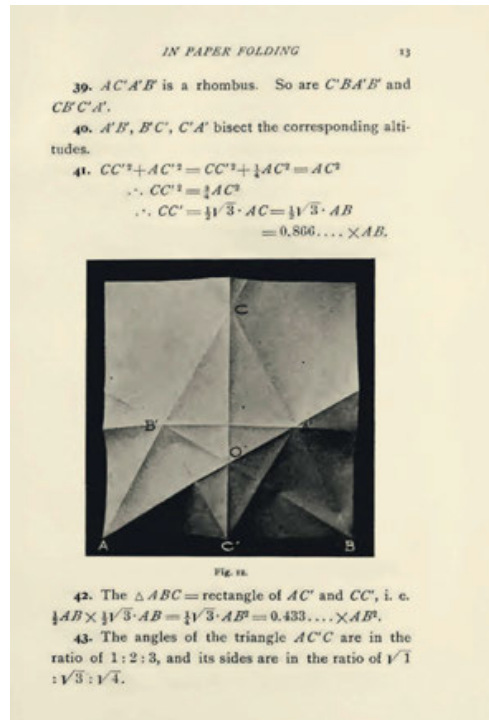 IN PAPER FOLDING 13
39. AC'A'B' is a rhombus. So are C'BA'B' and
CB'C'A'.
40. A'B', B'C', C'A' bisect the corresponding alti-
tudes.
41. CC'²+AC'²=CC'²+¼AC²=AC²
∴ CC'²=¾AC²
∴ CC'=½√3·AC=½√3·AB
=0.866....×AB.
C
B' A'
O
A C' B
Fig. 12.
42. The △ABC=rectangle of AC' and CC', i. e.
½AB×½√3·AB=¼√3·AB²=0.433....×AB².
43. The angles of the triangle AC'C are in the
ratio of 1:2:3, and its sides are in the ratio of √1
:√3:√4.